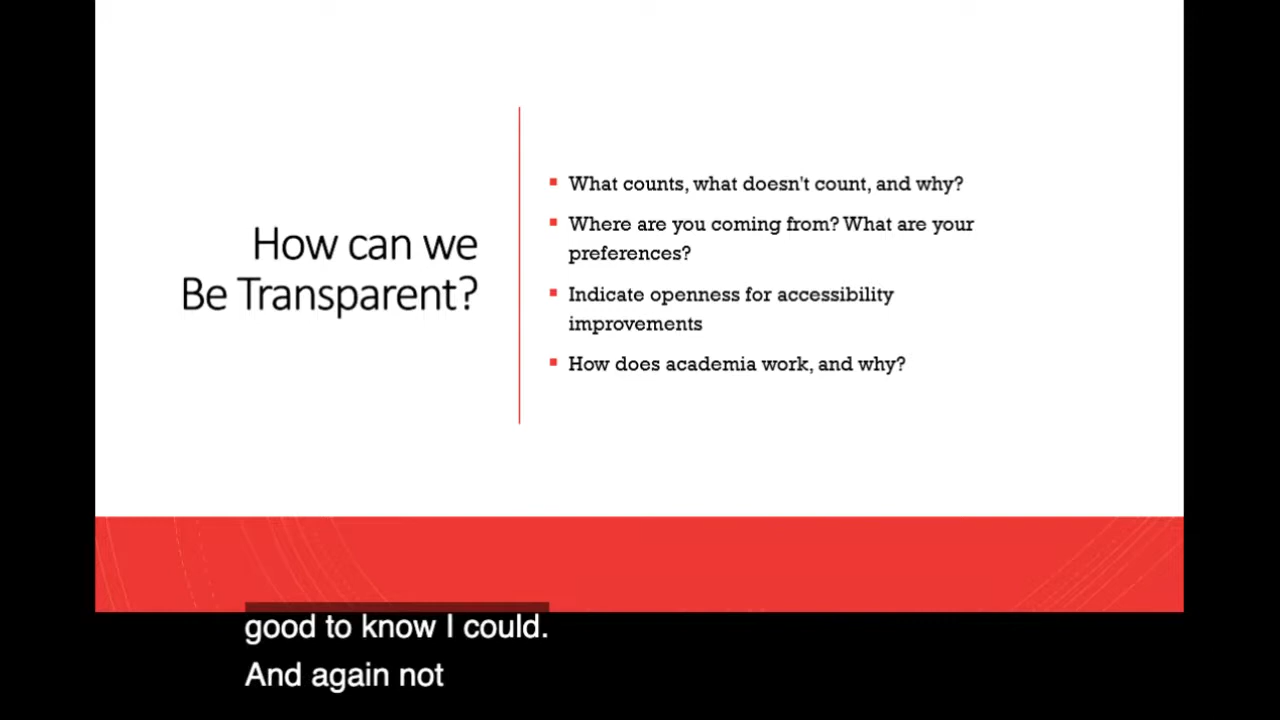 How can we
Be Transparent?
What counts, what doesn't count, and why?
Where are you coming from? What are your
preferences?
Indicate openness for accessibility
improvements
How does academia work, and why?
good to know I could.
And again not